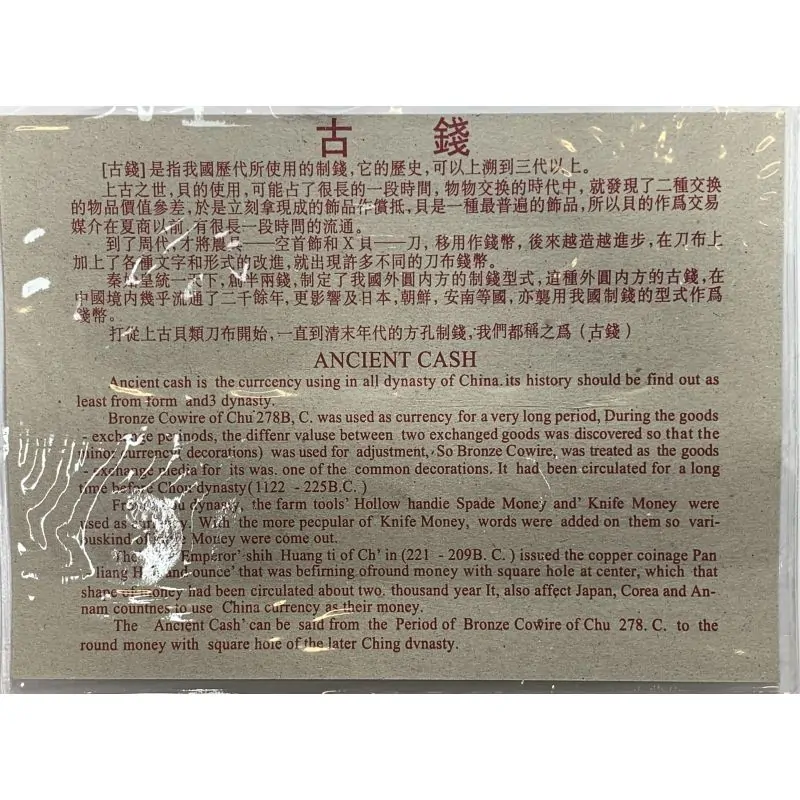 古 錢
[古錢]是指我國歷代所使用的制錢,它的歷史,可以上溯到三代以上。
上古之世,貝的使用,可能占了很長的一段時間,物物交換的時代中,就發現了二種交換
的物品價值參差,於是立刻拿現成的飾品作償抵,貝是一種最普遍的飾品,所以貝的作爲交易
媒介在夏商以前,有很長一段時間的流通。
到了周代,才將農具——空首飾和X貝——刀,移用作錢幣,後來越造越進步,在刀布上
加上了各種文字和形式的改進,就出現許多不同的刀布錢幣。
秦始皇統一天下,創半兩錢,制定了我國外圓内方的制錢型式,這種外圓内方的古錢,在
中國境内幾乎流通了二千餘年,更影響及日本,朝鮮,安南等國,亦襲用我國制錢的型式作爲
錢幣。
打從上古貝類刀布開始,一直到清末年代的方孔制錢,我們都稱之爲(古錢)
ANCIENT CASH
Ancient cash is the currcency using in all dynasty of China.its history should be find out as
least from form and3 dynasty.
Bronze Cowire of Chu 278B, C. was used as currency for a very long period, During the goods
- exchange parinods, the diffenr valuse between two exchanged goods was discovered so that the
minor currency decorations) was used for adjustment, So Bronze Cowire, was treated as the goods
- exchange media for its was. one of the common decorations. It had been circulated for a long
time before Chou dynasty(1122 - 225B.C. )
dynasty, the farm tools' Hollow handie Spade Money and' Knife Money were
used as With the more pecpular of Knife Money, words were added on them so vari-
ouskind of Money were come out.
The Emperor' shih Huang ti of Ch' in (221 - 209B. C. ) issued the copper coinage Pan
liang and ounce' that was befirning ofround money with square hole at center, which that
shape of money had been circulated about two. thousand year It, also affect Japan, Corea and An-
nam countnes to use China currency as their money.
The Ancient Cash' can be said from the Period of Bronze Cowire of Chu 278. C. to the
round money with square hoie of the later Ching dvnasty.